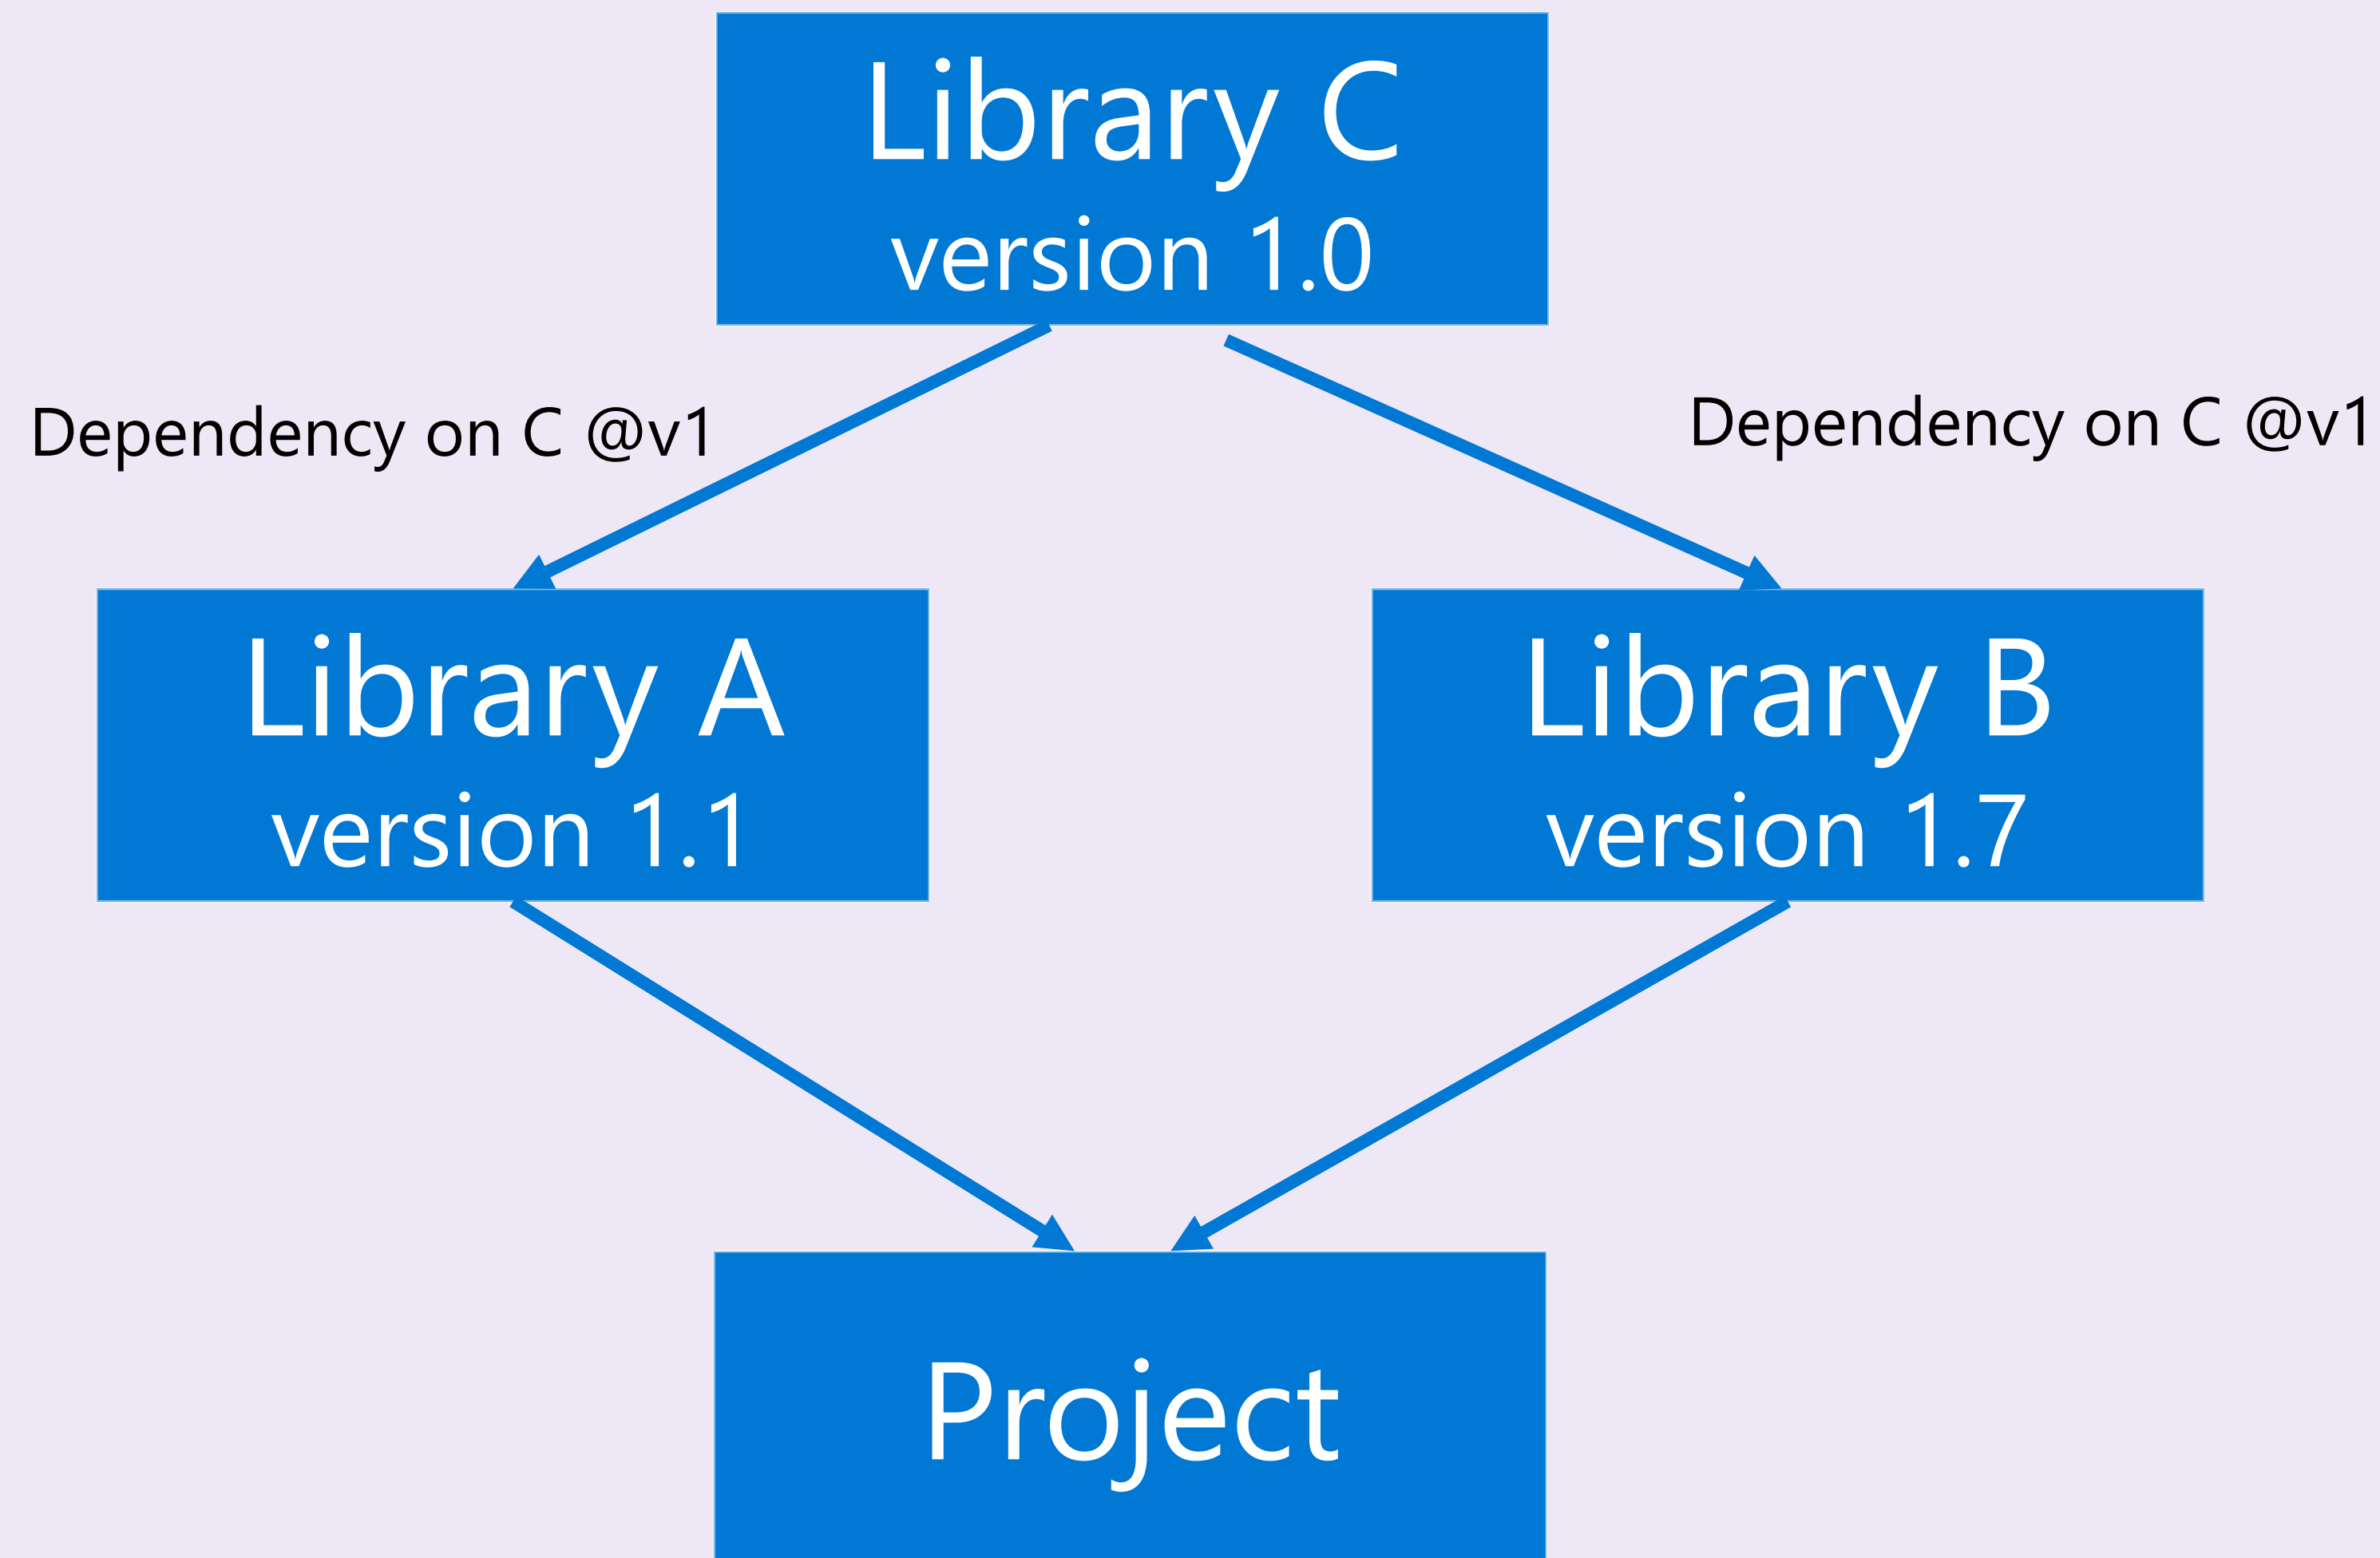 Library C
version 1.0
Dependency on C @v1
Dependency on C @v1
Library A
version 1.1
Library B
version 1.7
Project